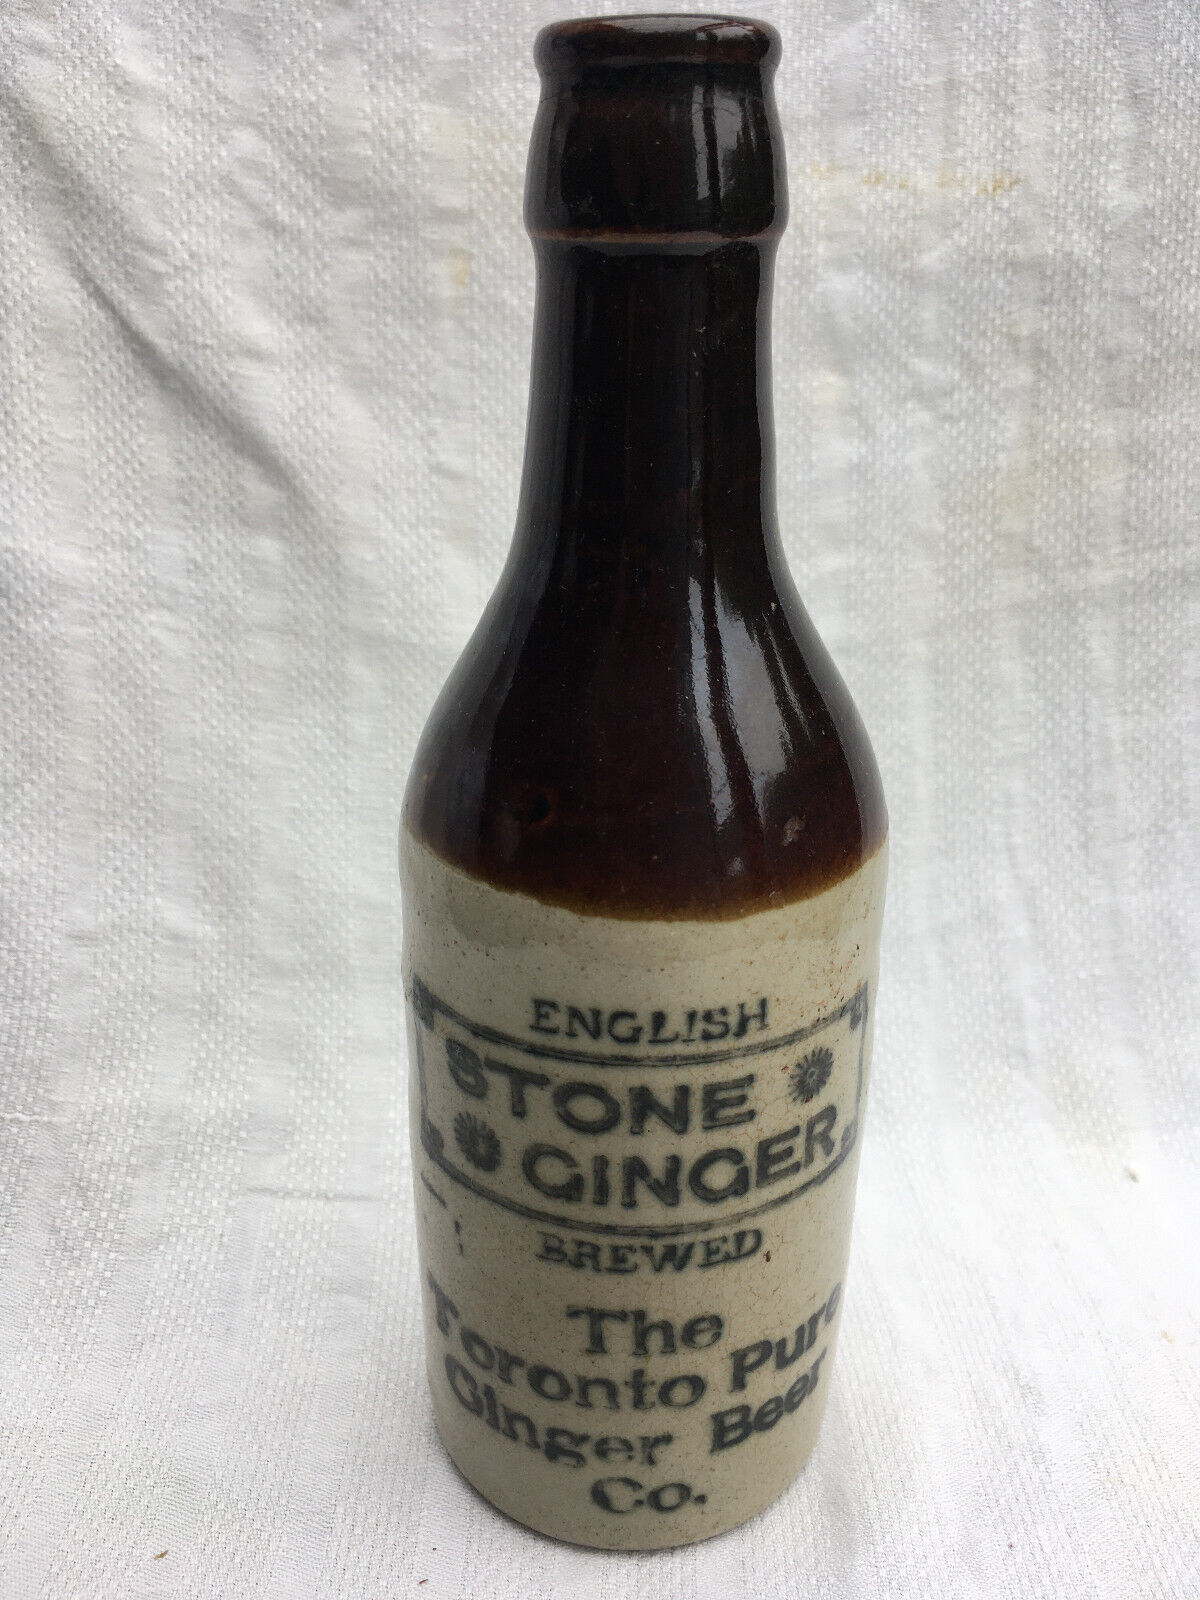 ENGLISH
STONE
GINGER
BREWED
The
Toronto Pure
Ginger Beer
Co.